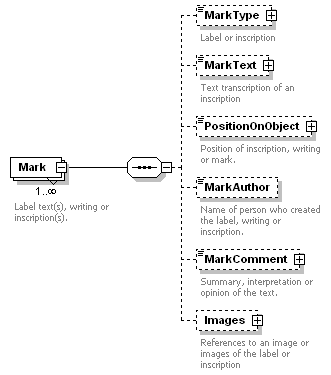 MarkType
Label or inscription
MarkText
Text transcription of an
inscription
PositionOnObject
Position of inscription, writing
or mark.
Mark
1..∞
Label text(s), writing or
inscription(s).
MarkAuthor
Name of person who created
the label, writing or
inscription.
MarkComment
Summary, interpretation or
opinion of the text.
Images
References to an image or
images of the label or
inscription